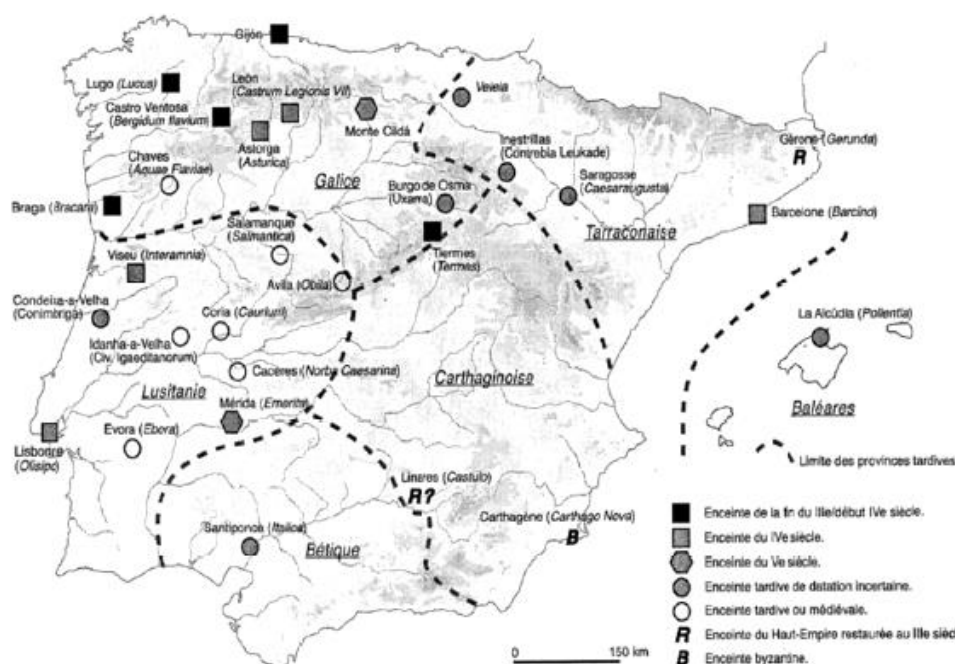 Gijón
Lugo (Lucus)
León
(Castrum Legionis VII)
Castro Ventosa
(Bergidum flavium)
Astorga
(Asturica)
Monte Cildá
Veleia
Inestrillas
(Contrebia Leukade)
Gérone (Gerunda)
R
Chaves
(Aquae Flaviae)
Galice
Burgo de Osma
(Uxama)
Saragosse
(Caesaraugusta)
Braga (Bracara)
Barcelone (Barcino)
Salamanque
(Salmantica)
Tarraconaise
Tiermes
(Termes)
Viseu (Interamnia)
Avila (Obila)
Condeixa-a-Velha
(Conimbriga)
Coria (Caurium)
La Alcúdia (Pollentia)
Idanha-a-Velha
(Civ. Igaeditanorum)
Caceres (Norba Caesarina)
Carthaginoise
Lusitanie
Mérida (Emerita)
Baléares
Evora (Ebora)
Lisbonne
(Olisipo)
Limite des provinces tardives.
Linares (Castulo)
R?
Carthagène (Carthago Nova)
B
Santiponce (Italica)
Bétique
Enceinte de la fin du IIIe/début IVe siècle.
Enceinte du IVe siècle.
Enceinte du Ve siècle.
Enceinte tardive de datation incertaine.
Enceinte tardive ou médiévale.
R Enceinte du Haut-Empire restaurée au IIIe sièc
B Enceinte byzantine.
0 150 km